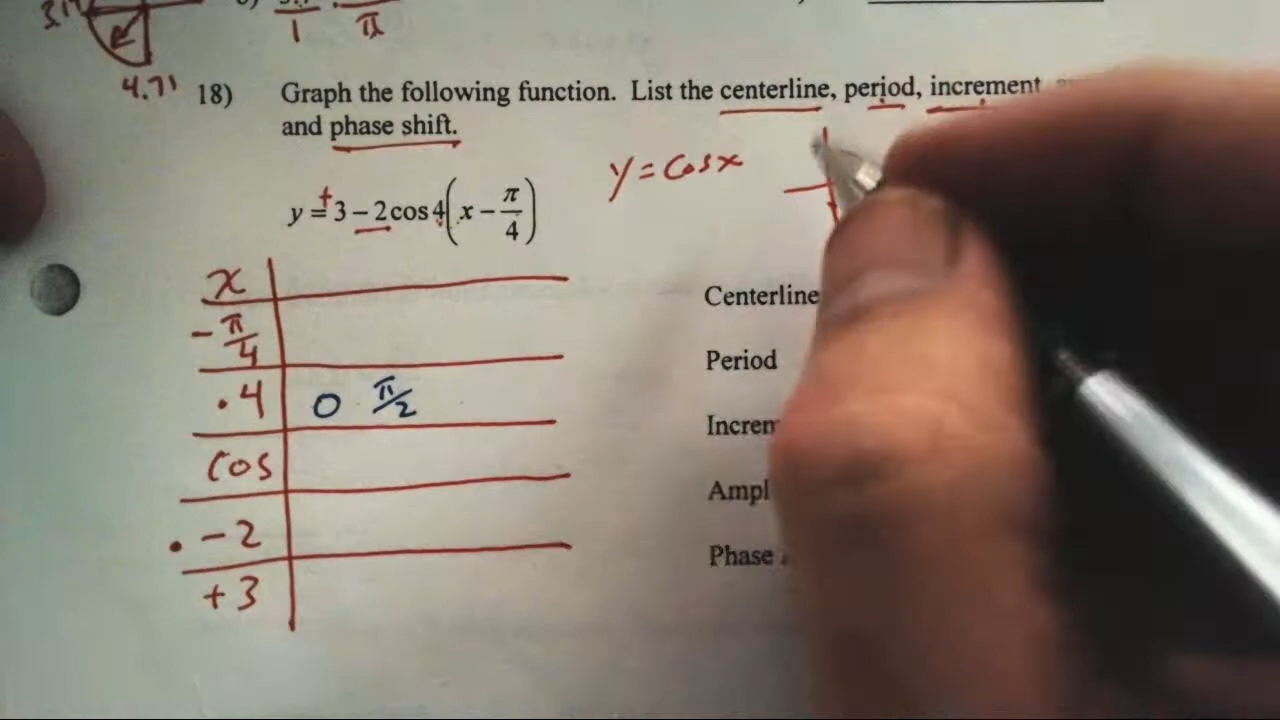 4.71
18) Graph the following function. List the centerline, period, increment
and phase shift.
y = 3 - 2 cos 4(x - π/4)
+
y = cos x
x
- π/4
· 4 0 π/2
cos
· -2
+3
Centerline
Period
Increm
Ampl
Phase